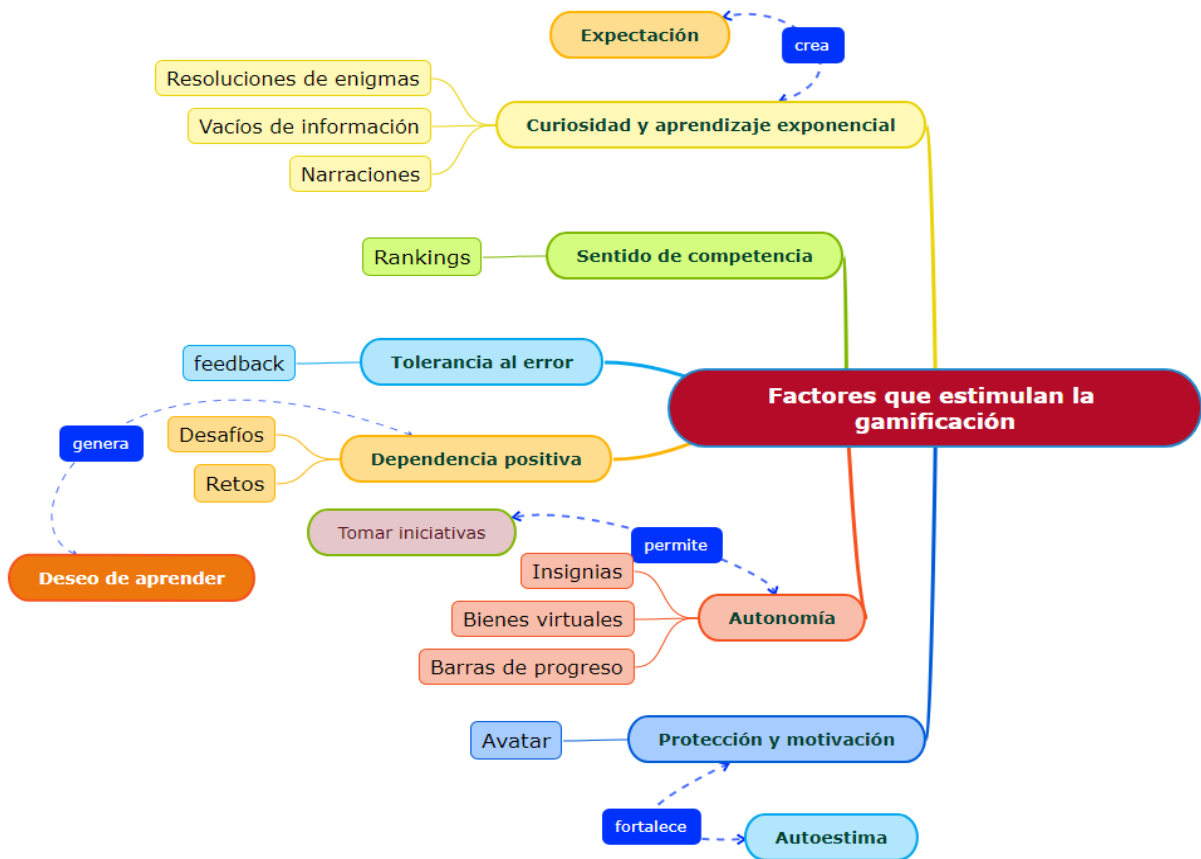 Expectación
crea
Resoluciones de enigmas
Vacíos de información
Narraciones
Curiosidad y aprendizaje exponencial
Rankings
Sentido de competencia
feedback
Tolerancia al error
Factores que estimulan la
gamificación
genera
Desafíos
Retos
Dependencia positiva
Deseo de aprender
Tomar iniciativas
permite
Insignias
Bienes virtuales
Barras de progreso
Autonomía
Avatar
Protección y motivación
fortalece
Autoestima